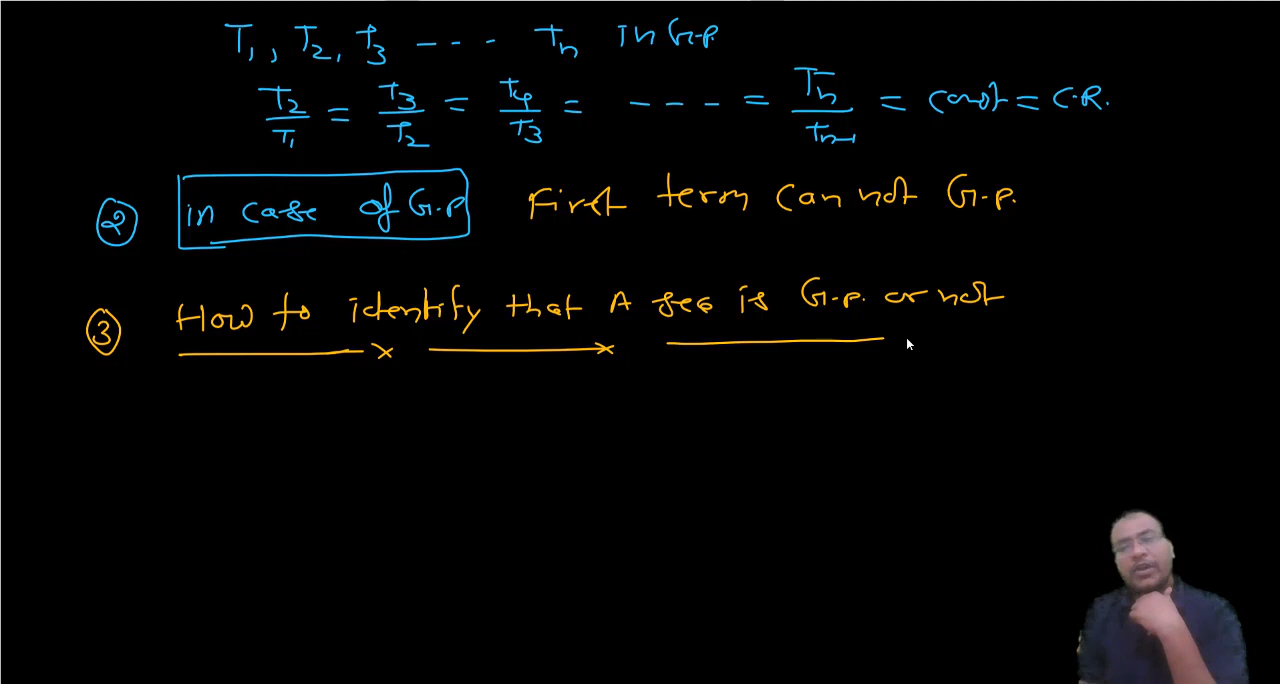 T₁, T₂, T₃ --- Tₙ in G.P.
T₂/T₁ = T₃/T₂ = T₄/T₃ = --- = Tₙ/Tₙ₋₁ = const = C.R.
② in case of G.P First term can not G.P.
③ How to identify that A seq is G.P. or not